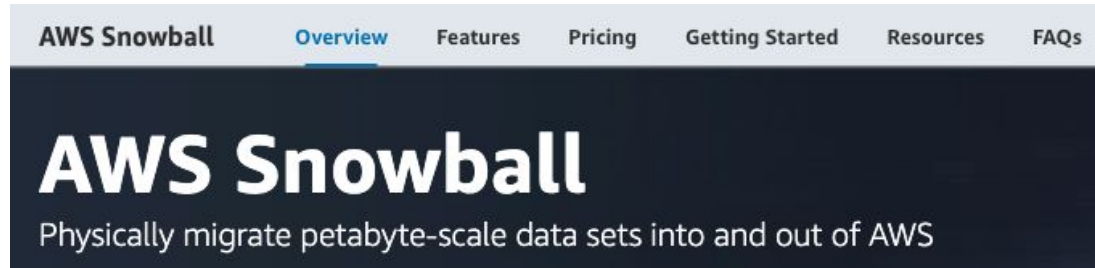 AWS Snowball Overview Features Pricing Getting Started Resources FAQs
AWS Snowball
Physically migrate petabyte-scale data sets into and out of AWS